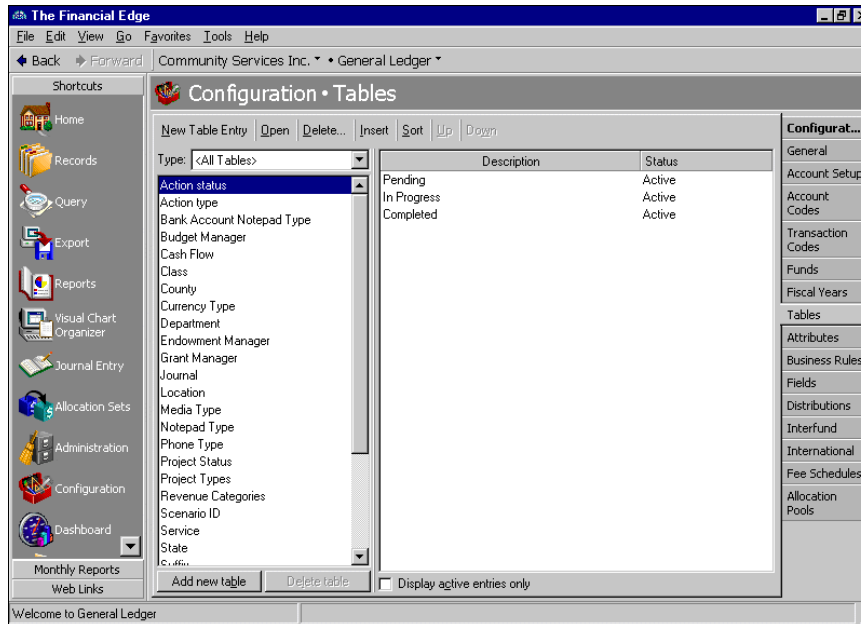 The Financial Edge
File Edit View Go Favorites Tools Help
Back Forward Community Services Inc. • General Ledger
Shortcuts
Home
Records
Query
Export
Reports
Visual Chart
Organizer
Journal Entry
Allocation Sets
Administration
Configuration
Dashboard
Monthly Reports
Web Links
Configuration • Tables
New Table Entry Open Delete... Insert Sort Up Down
Type: <All Tables>
Action status
Action type
Bank Account Notepad Type
Budget Manager
Cash Flow
Class
County
Currency Type
Department
Endowment Manager
Grant Manager
Journal
Location
Media Type
Notepad Type
Phone Type
Project Status
Project Types
Revenue Categories
Scenario ID
Service
State
Add new table Delete table
Description Status
Pending Active
In Progress Active
Completed Active
Display active entries only
Configurat...
General
Account Setup
Account
Codes
Transaction
Codes
Funds
Fiscal Years
Tables
Attributes
Business Rules
Fields
Distributions
Interfund
International
Fee Schedules
Allocation
Pools
Welcome to General Ledger